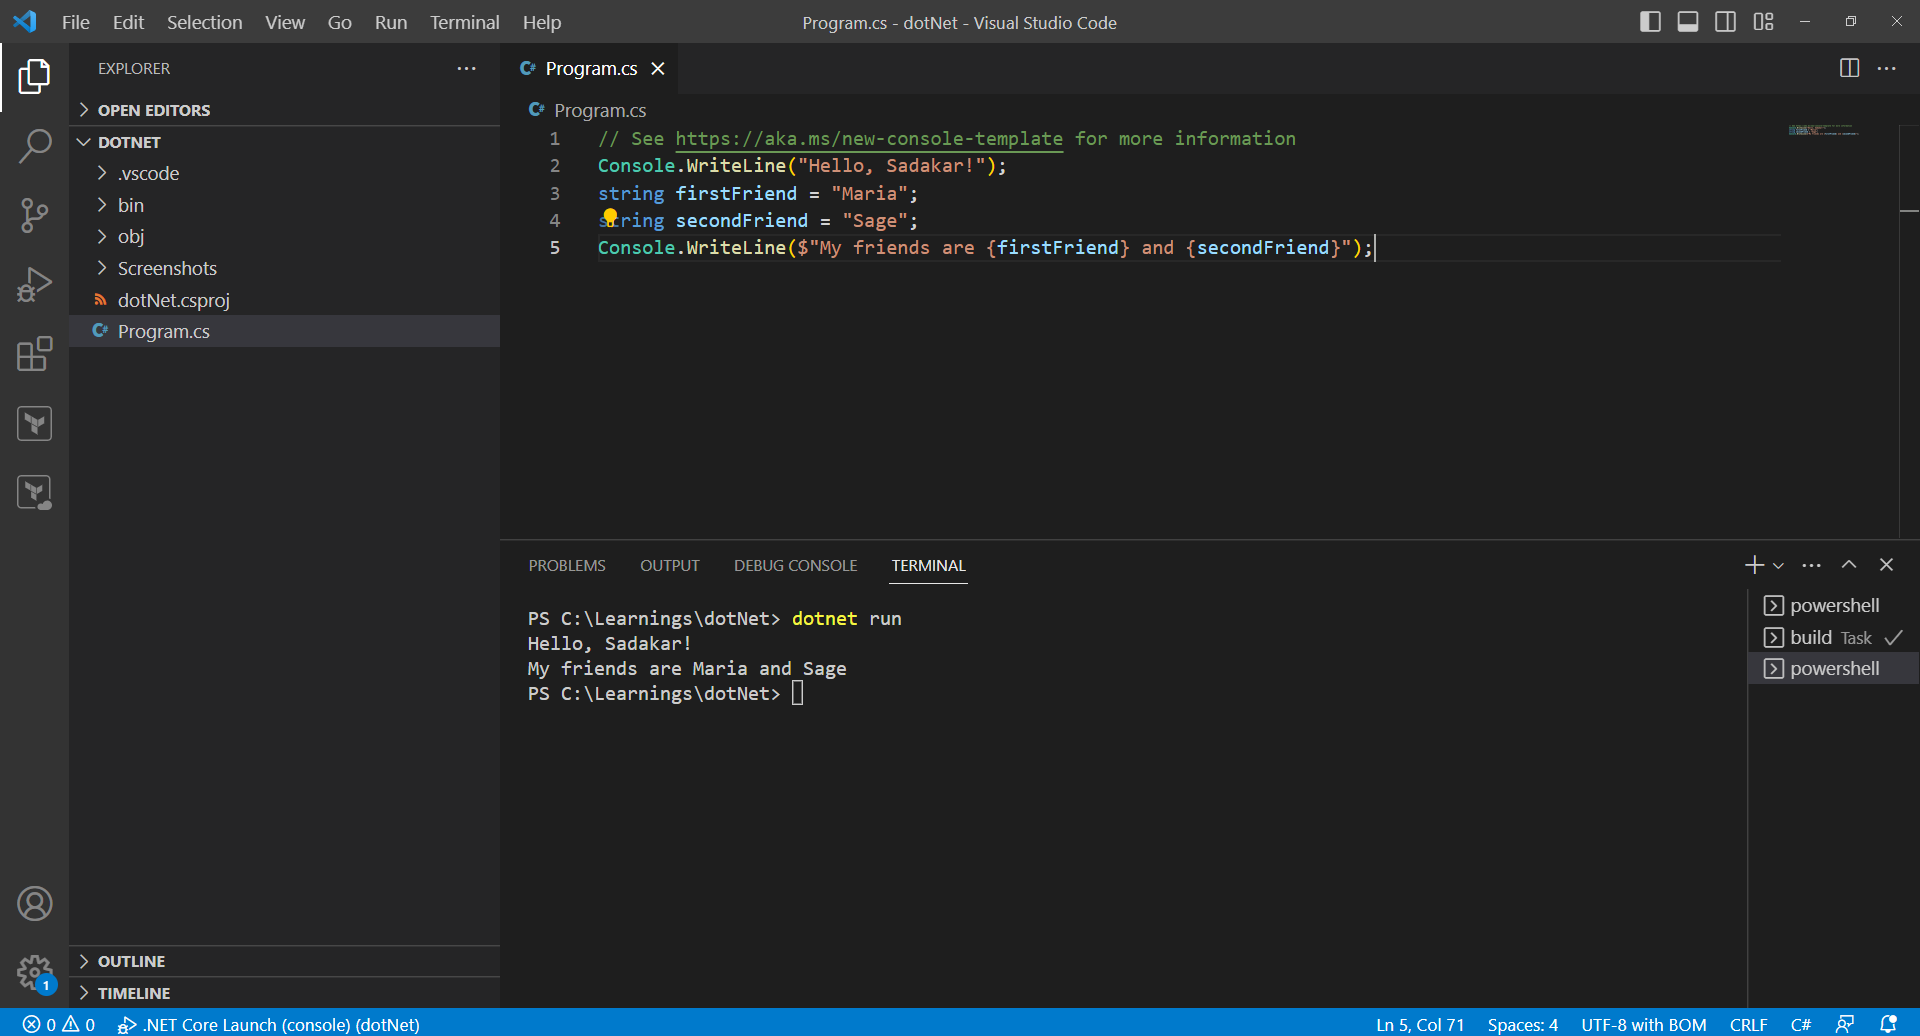 File Edit Selection View Go Run Terminal Help Program.cs - dotNet - Visual Studio Code
EXPLORER
OPEN EDITORS
DOTNET
.vscode
bin
obj
Screenshots
dotNet.csproj
Program.cs
OUTLINE
TIMELINE
Program.cs
Program.cs
1 // See https://aka.ms/new-console-template for more information
2 Console.WriteLine("Hello, Sadakar!");
3 string firstFriend = "Maria";
4 string secondFriend = "Sage";
5 Console.WriteLine($"My friends are {firstFriend} and {secondFriend}");
PROBLEMS OUTPUT DEBUG CONSOLE TERMINAL
PS C:\Learnings\dotNet> dotnet run
Hello, Sadakar!
My friends are Maria and Sage
PS C:\Learnings\dotNet>
powershell
build Task
powershell
1
0 0 .NET Core Launch (console) (dotNet) Ln 5, Col 71 Spaces: 4 UTF-8 with BOM CRLF C#